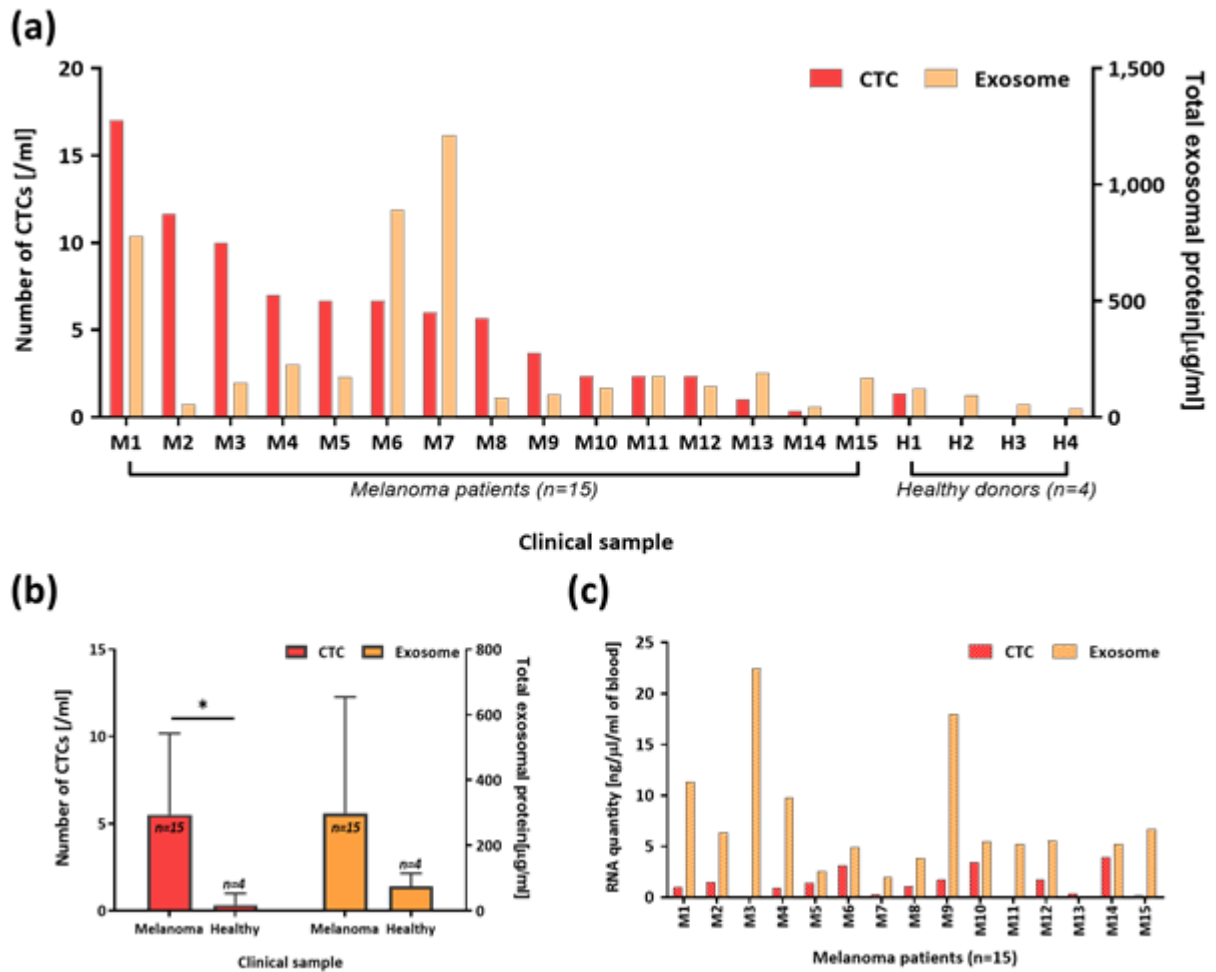 (a)
CTC Exosome
Number of CTCs [/ml]
20
15
10
5
0
Total exosomal protein[μg/ml]
1,500
1,000
500
0
M1 M2 M3 M4 M5 M6 M7 M8 M9 M10 M11 M12 M13 M14 M15 H1 H2 H3 H4
Melanoma patients (n=15) Healthy donors (n=4)
Clinical sample
(b)
CTC Exosome
Number of CTCs [/ml]
15
10
5
0
Total exosomal protein[μg/ml]
800
600
400
200
0
*
n=15 n=4 n=15 n=4
Melanoma Healthy Melanoma Healthy
Clinical sample
(c)
CTC Exosome
RNA quantity [ng/μl/ml of blood]
25
20
15
10
5
0
M1 M2 M3 M4 M5 M6 M7 M8 M9 M10 M11 M12 M13 M14 M15
Melanoma patients (n=15)